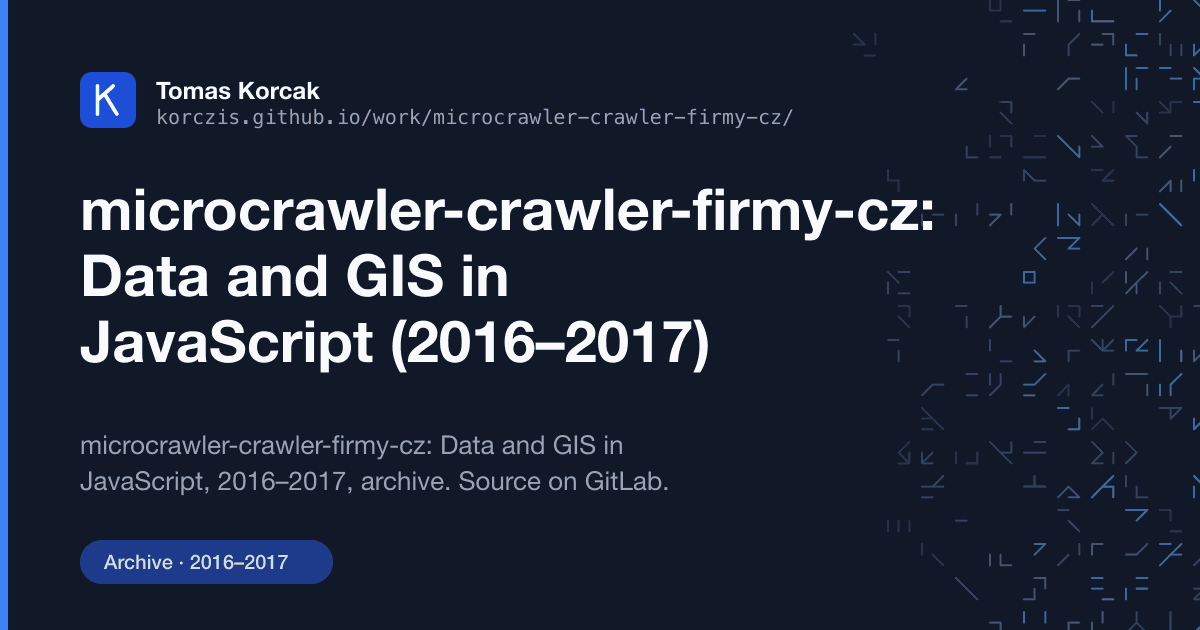 K
Tomas Korcak
korczis.github.io/work/microcrawler-crawler-firmy-cz/
microcrawler-crawler-firmy-cz:
Data and GIS in
JavaScript (2016–2017)
microcrawler-crawler-firmy-cz: Data and GIS in
JavaScript, 2016–2017, archive. Source on GitLab.
Archive · 2016–2017